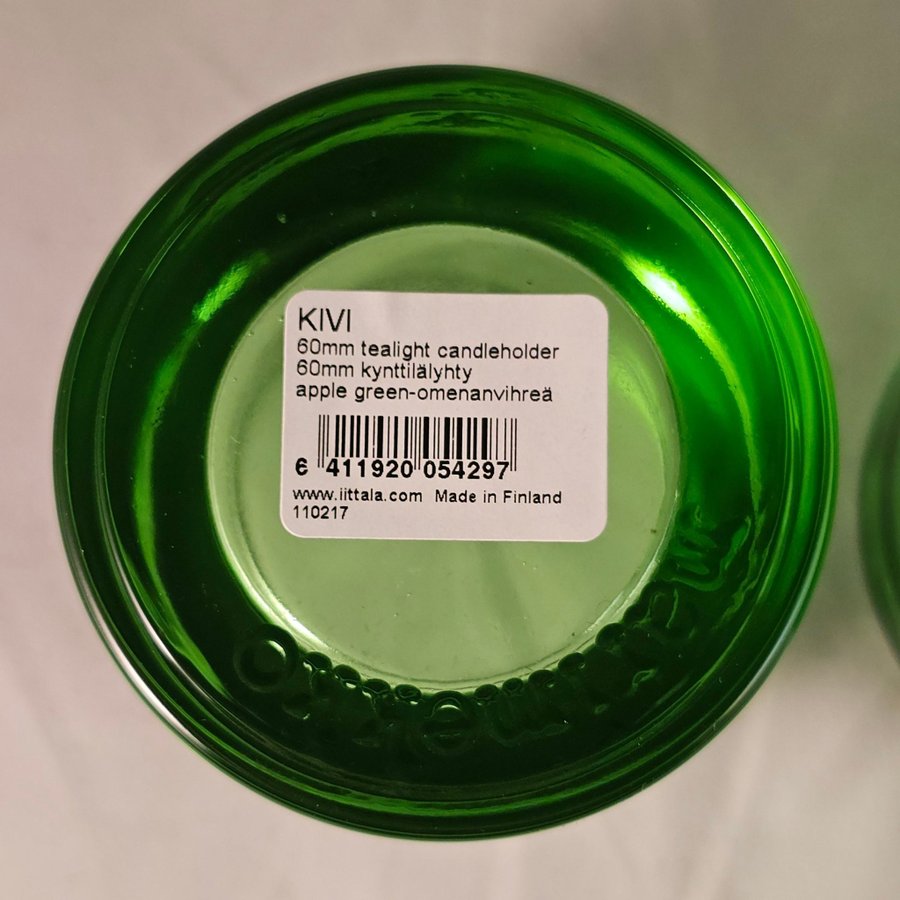 KIVI
60mm tealight candleholder
60mm kynttilälyhty
apple green-omenanvihreä
6 411920 054297
www.iittala.com Made in Finland
110217
marimekko